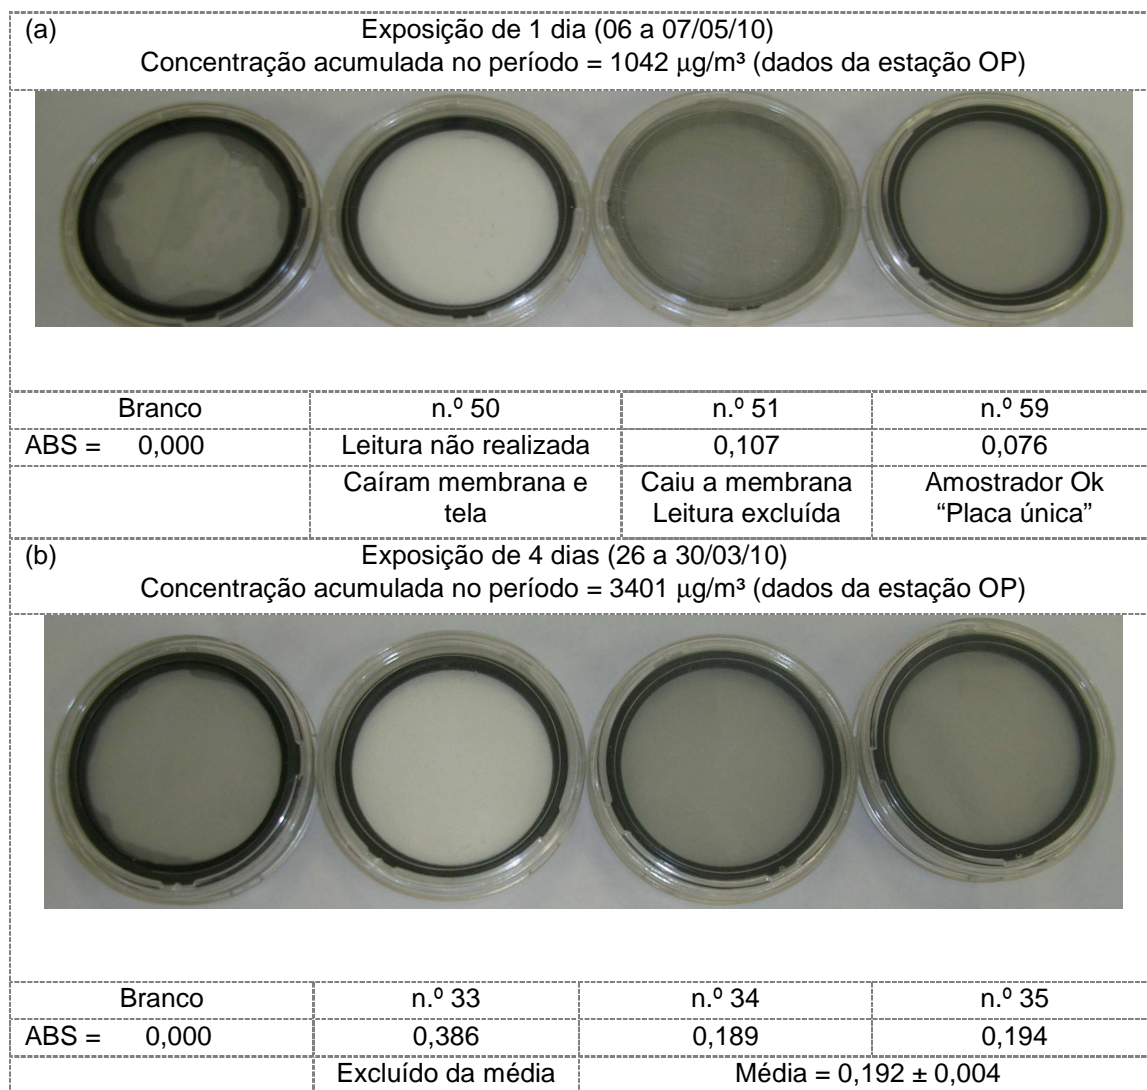 (a) Exposição de 1 dia (06 a 07/05/10)
Concentração acumulada no período = 1042 μg/m³ (dados da estação OP)
Branco n.º 50 n.º 51 n.º 59
ABS = 0,000 Leitura não realizada 0,107 0,076
Caíram membrana e Caiu a membrana Amostrador Ok
tela Leitura excluída “Placa única”
(b) Exposição de 4 dias (26 a 30/03/10)
Concentração acumulada no período = 3401 μg/m³ (dados da estação OP)
Branco n.º 33 n.º 34 n.º 35
ABS = 0,000 0,386 0,189 0,194
Excluído da média Média = 0,192 ± 0,004